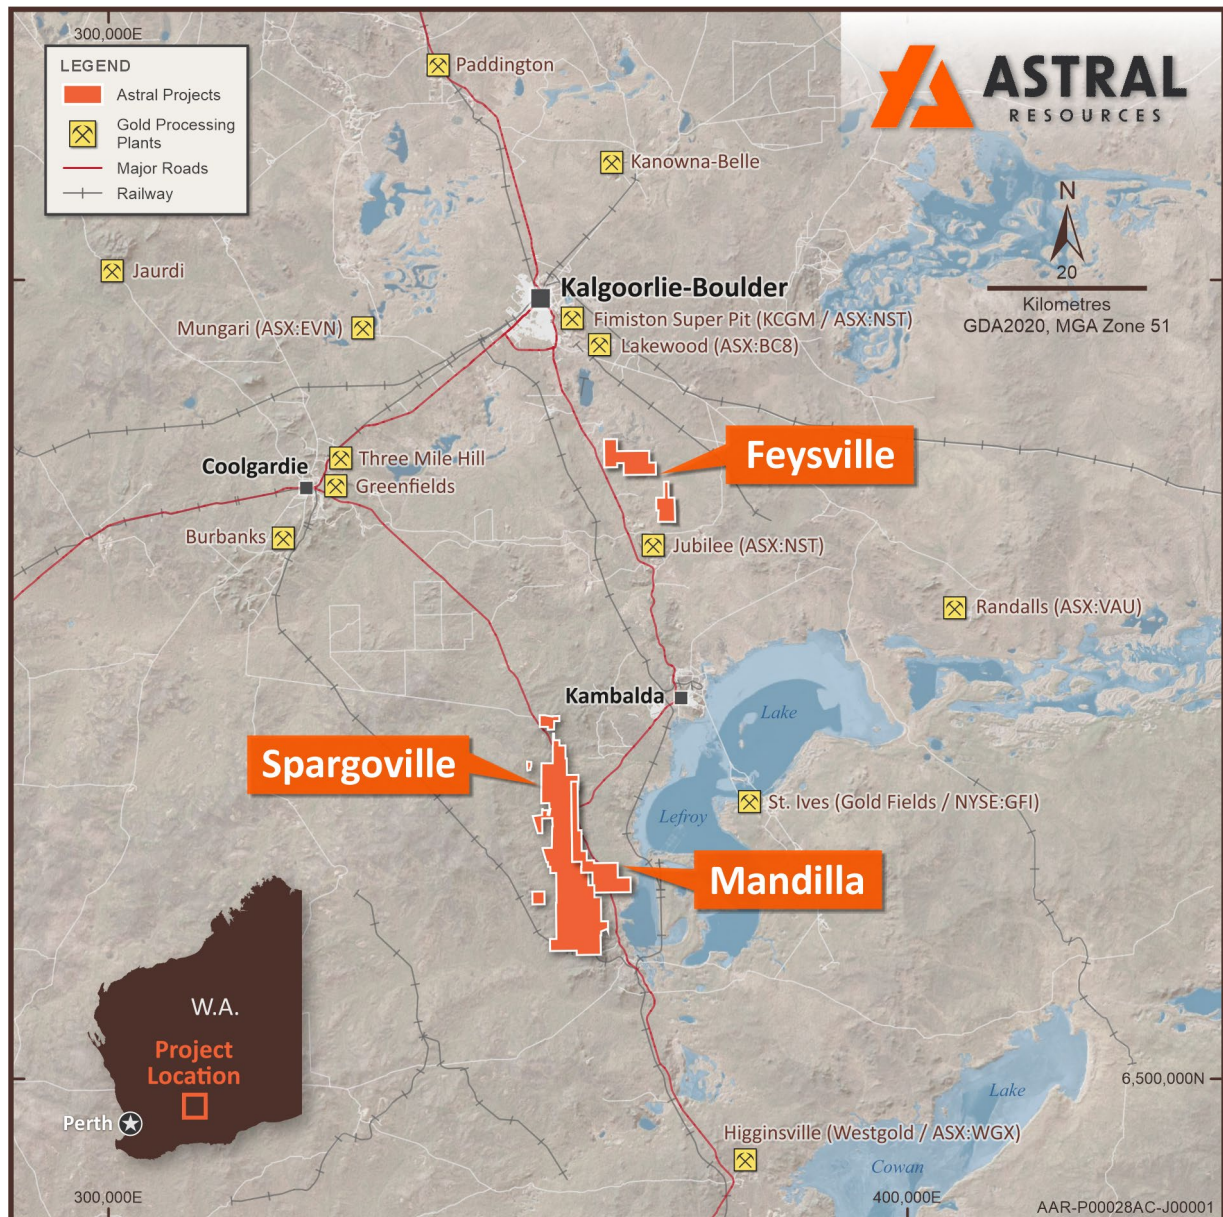 300,000E
LEGEND
Astral Projects
Gold Processing
Plants
Major Roads
Railway
Paddington
ASTRAL
RESOURCES
Kanowna-Belle
N
20
Kilometres
GDA2020, MGA Zone 51
Jaurdi
Kalgoorlie-Boulder
Mungari (ASX:EVN)
Fimiston Super Pit (KCGM / ASX:NST)
Lakewood (ASX:BC8)
Feysville
Coolgardie
Three Mile Hill
Greenfields
Burbanks
Jubilee (ASX:NST)
Randalls (ASX:VAU)
Kambalda
Lake
Spargoville
St. Ives (Gold Fields / NYSE:GFI)
Lefroy
Mandilla
W.A.
Project
Location
Perth
6,500,000N
Lake
Higginsville (Westgold / ASX:WGX)
Cowan
300,000E
400,000E
AAR-P00028AC-J00001